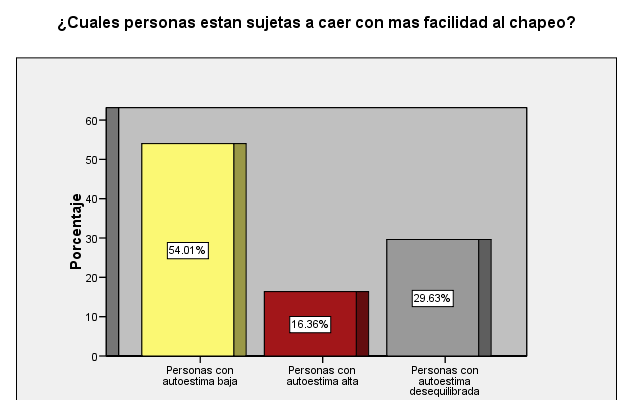 ¿Cuales personas estan sujetas a caer con mas facilidad al chapeo?
Porcentaje
60
50
40
30
20
10
0
54.01%
16.36%
29.63%
Personas con
autoestima baja
Personas con
autoestima alta
Personas con
autoestima
desequilibrada